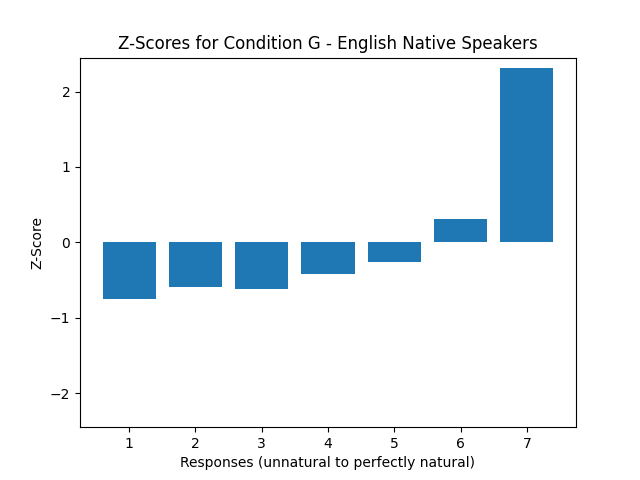 Z-Scores for Condition G - English Native Speakers
Z-Score
2
1
0
−1
−2
1 2 3 4 5 6 7
Responses (unnatural to perfectly natural)